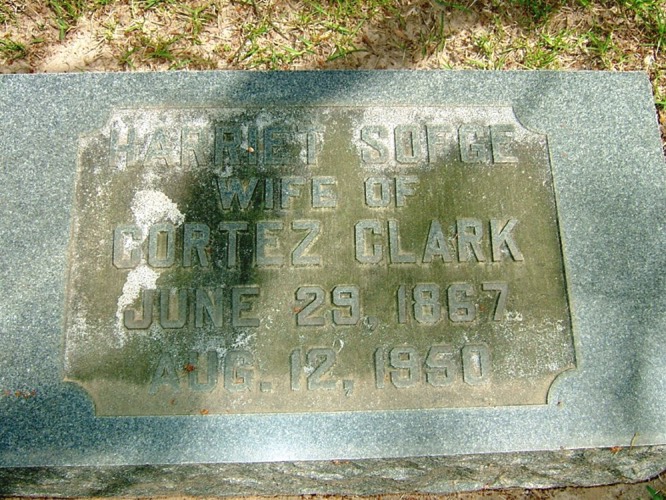 HARRIET SOFGE
WIFE OF
CORTEZ CLARK
JUNE 29, 1867
AUG. 12, 1950